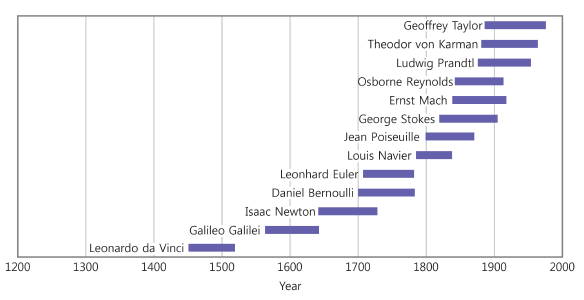 Geoffrey Taylor
Theodor von Karman
Ludwig Prandtl
Osborne Reynolds
Ernst Mach
George Stokes
Jean Poiseuille
Louis Navier
Leonhard Euler
Daniel Bernoulli
Isaac Newton
Galileo Galilei
Leonardo da Vinci
1200 1300 1400 1500 1600 1700 1800 1900 2000
Year